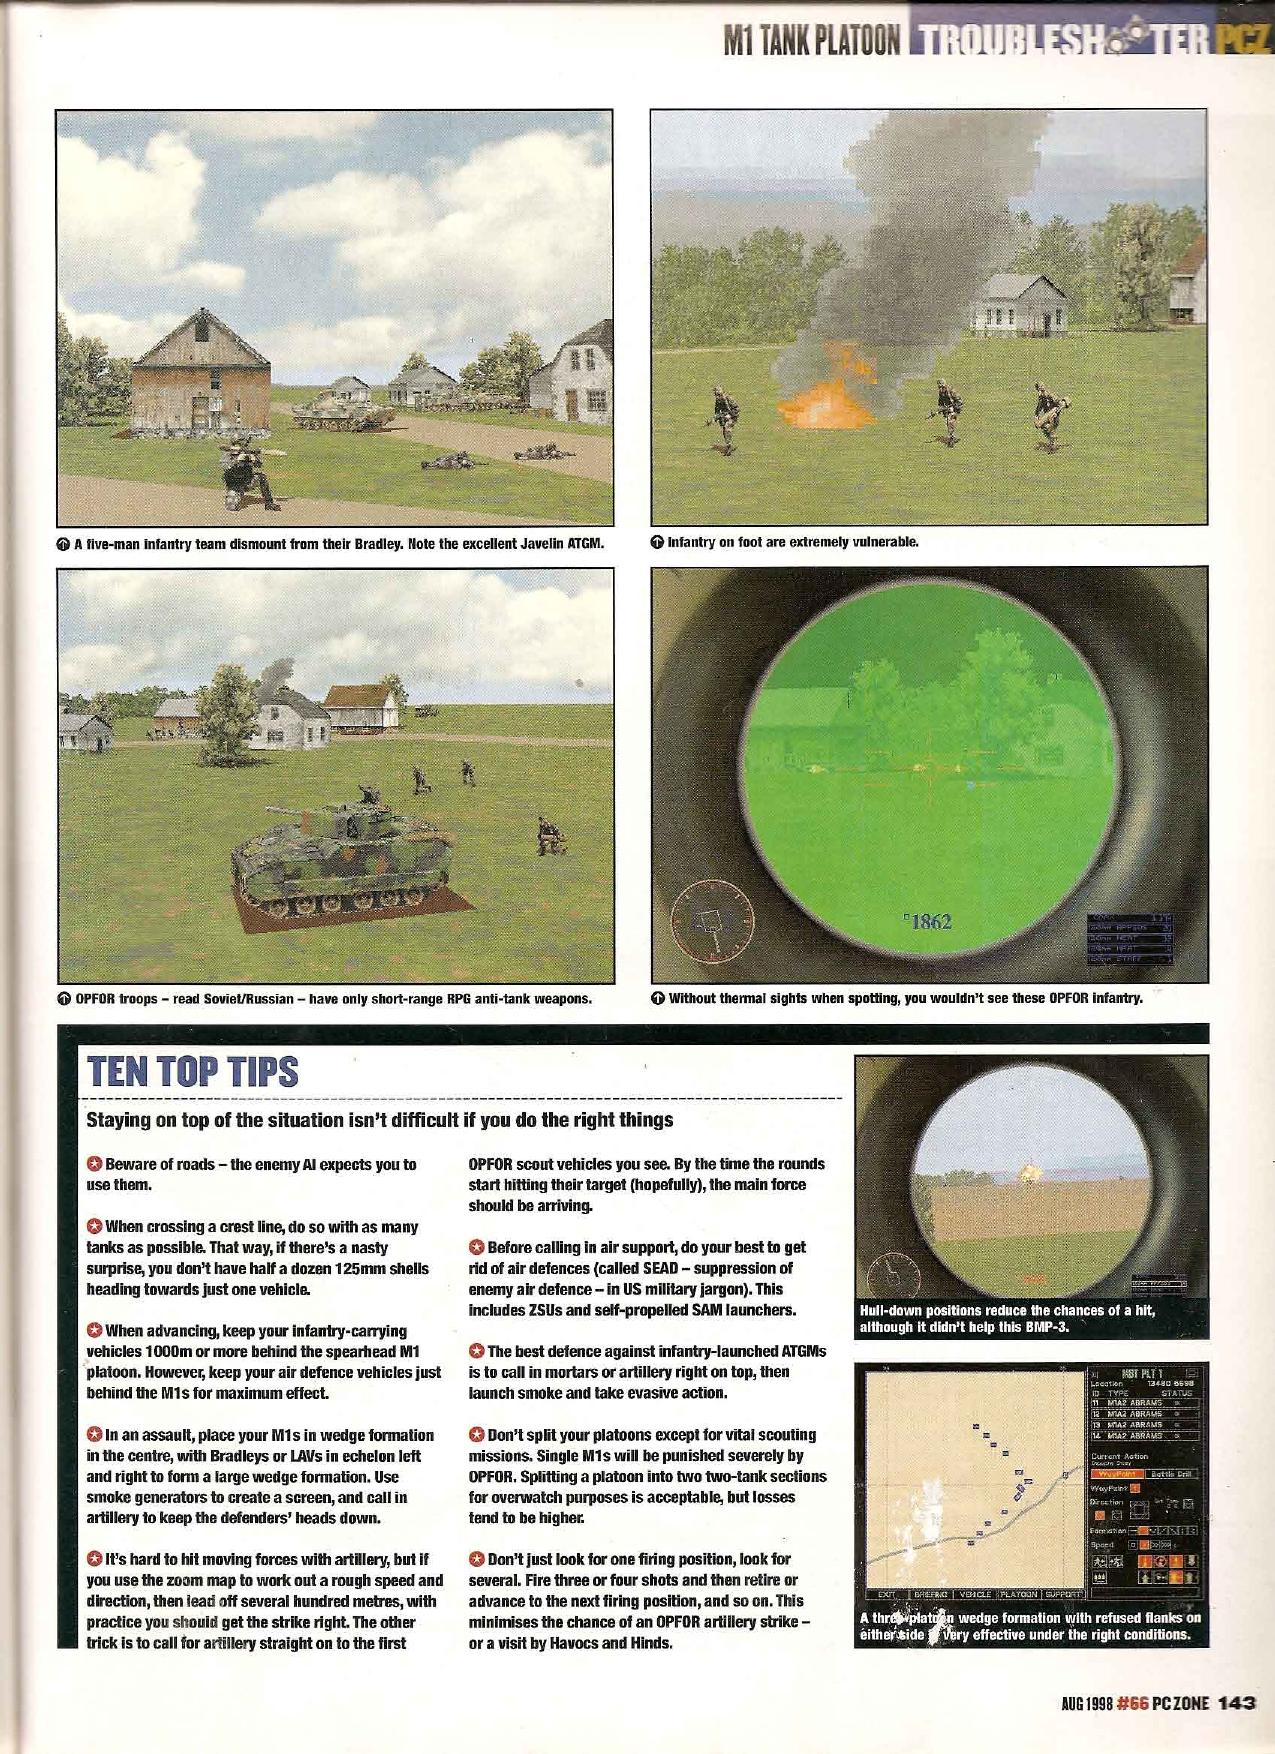 M1 TANK PLATOON TROUBLESHOOTER PCZ
A five-man infantry team dismount from their Bradley. Note the excellent Javelin ATGM.
Infantry on foot are extremely vulnerable.
1862
OPFOR troops – read Soviet/Russian – have only short-range RPG anti-tank weapons.
Without thermal sights when spotting, you wouldn't see these OPFOR infantry.
TEN TOP TIPS
Staying on top of the situation isn't difficult if you do the right things
Beware of roads – the enemy AI expects you to
use them.
When crossing a crest line, do so with as many
tanks as possible. That way, if there's a nasty
surprise, you don't have half a dozen 125mm shells
heading towards just one vehicle.
When advancing, keep your infantry-carrying
vehicles 1000m or more behind the spearhead M1
platoon. However, keep your air defence vehicles just
behind the M1s for maximum effect.
In an assault, place your M1s in wedge formation
in the centre, with Bradleys or LAVs in echelon left
and right to form a large wedge formation. Use
smoke generators to create a screen, and call in
artillery to keep the defenders' heads down.
It's hard to hit moving forces with artillery, but if
you use the zoom map to work out a rough speed and
direction, then lead off several hundred metres, with
practice you should get the strike right. The other
trick is to call for artillery straight on to the first
OPFOR scout vehicles you see. By the time the rounds
start hitting their target (hopefully), the main force
should be arriving.
Before calling in air support, do your best to get
rid of air defences (called SEAD – suppression of
enemy air defence – in US military jargon). This
includes ZSUs and self-propelled SAM launchers.
The best defence against infantry-launched ATGMs
is to call in mortars or artillery right on top, then
launch smoke and take evasive action.
Don't split your platoons except for vital scouting
missions. Single M1s will be punished severely by
OPFOR. Splitting a platoon into two two-tank sections
for overwatch purposes is acceptable, but losses
tend to be higher.
Don't just look for one firing position, look for
several. Fire three or four shots and then retire or
advance to the next firing position, and so on. This
minimises the chance of an OPFOR artillery strike –
or a visit by Havocs and Hinds.
Hull-down positions reduce the chances of a hit,
although it didn't help this BMP-3.
MBT PLT 1
Location 13480 6698
ID TYPE STATUS
11 M1A2 ABRAMS
12 M1A2 ABRAMS
13 M1A2 ABRAMS
14 M1A2 ABRAMS
Current Action
WayPoint Battle Drill
WayPoint
Direction
Formation
Speed
EXIT BRIEFING VEHICLE PLATOON SUPPORT
A three-platoon wedge formation with refused flanks on
either side very effective under the right conditions.
AUG 1998 #66 PC ZONE 143